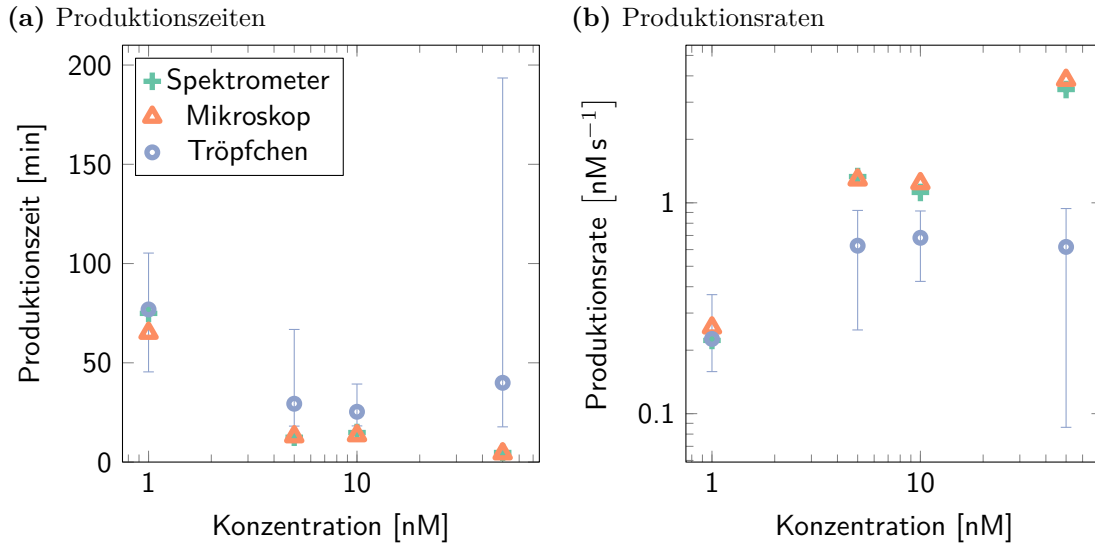 (a) Produktionszeiten
200
150
100
50
0
Produktionszeit [min]
Spektrometer
Mikroskop
Tröpfchen
1
10
Konzentration [nM]
(b) Produktionsraten
1
0.1
Produktionsrate [nM s⁻¹]
1
10
Konzentration [nM]